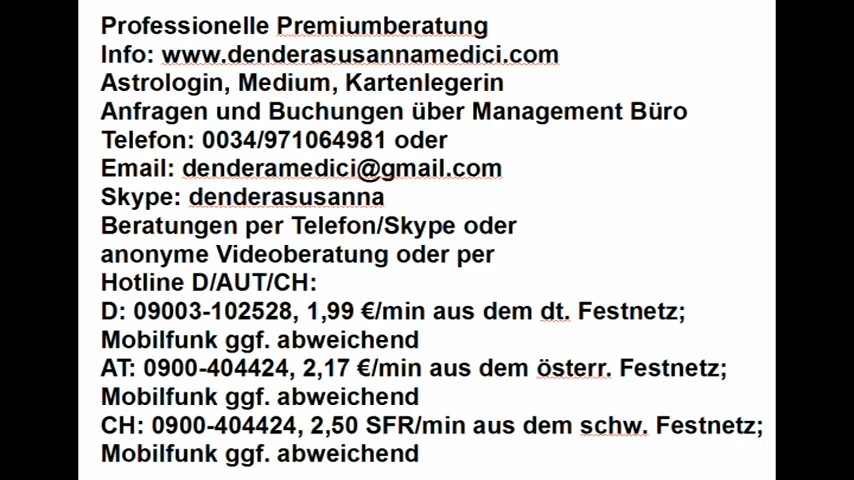 Professionelle Premiumberatung
Info: www.denderasusannamedici.com
Astrologin, Medium, Kartenlegerin
Anfragen und Buchungen über Management Büro
Telefon: 0034/971064981 oder
Email: denderamedici@gmail.com
Skype: denderasusanna
Beratungen per Telefon/Skype oder
anonyme Videoberatung oder per
Hotline D/AUT/CH:
D: 09003-102528, 1,99 €/min aus dem dt. Festnetz;
Mobilfunk ggf. abweichend
AT: 0900-404424, 2,17 €/min aus dem österr. Festnetz;
Mobilfunk ggf. abweichend
CH: 0900-404424, 2,50 SFR/min aus dem schw. Festnetz;
Mobilfunk ggf. abweichend